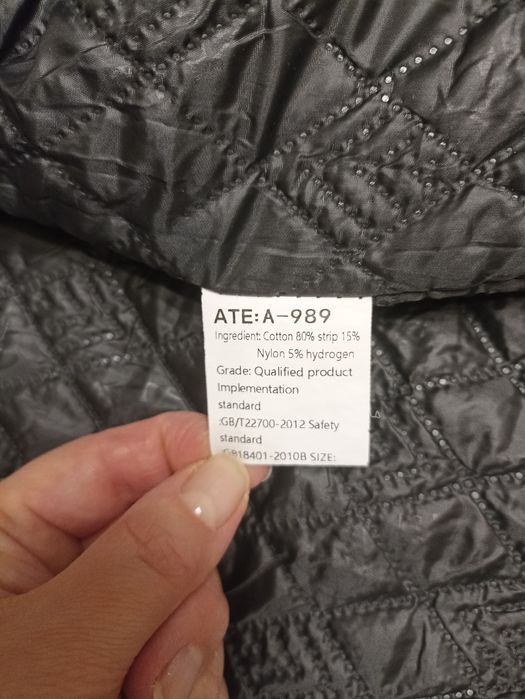 ATE:A-989
Ingredient: Cotton 80% strip 15%
Nylon 5% hydrogen
Grade: Qualified product
Implementation
standard
:GB/T22700-2012 Safety
standard
:GB18401-2010B SIZE: